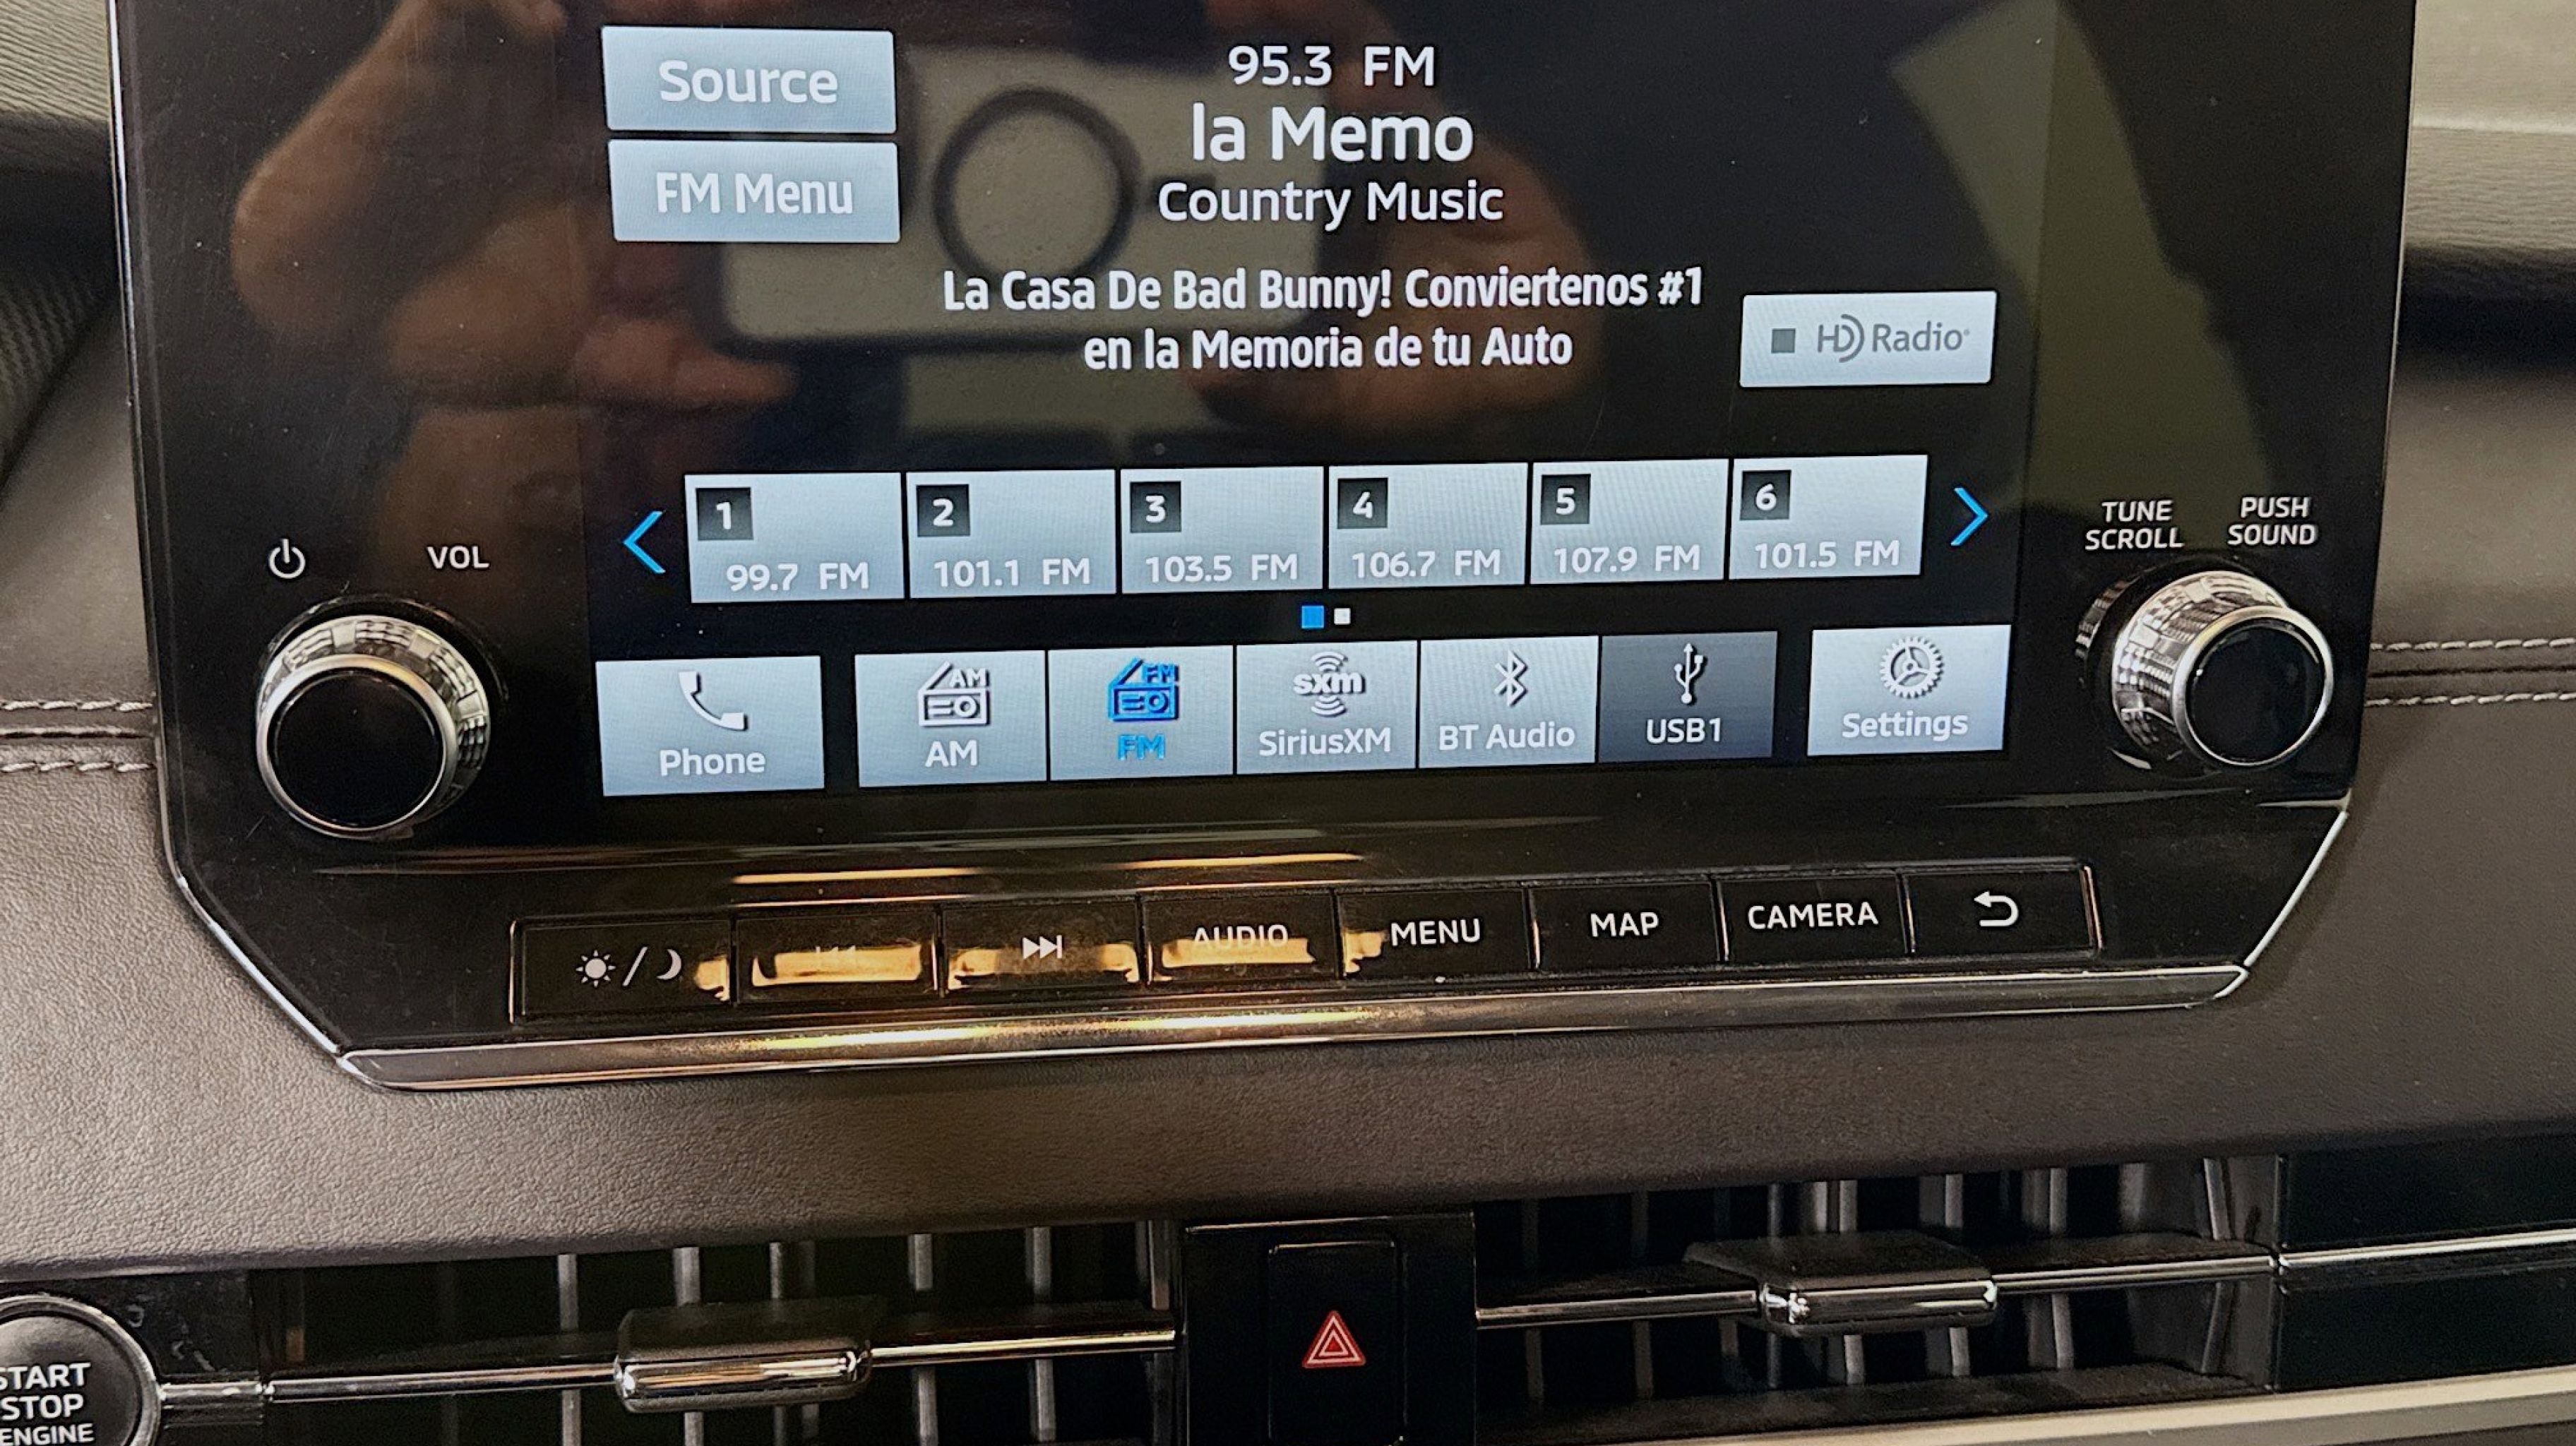 Source
FM Menu
95.3 FM
la Memo
Country Music
La Casa De Bad Bunny! Conviertenos #1
en la Memoria de tu Auto
HD Radio
1
99.7 FM
2
101.1 FM
3
103.5 FM
4
106.7 FM
5
107.9 FM
6
101.5 FM
VOL
TUNE
SCROLL
PUSH
SOUND
Phone
AM
AM
FM
FM
sxm
SiriusXM
BT Audio
USB1
Settings
AUDIO
MENU
MAP
CAMERA
START
STOP
ENGINE